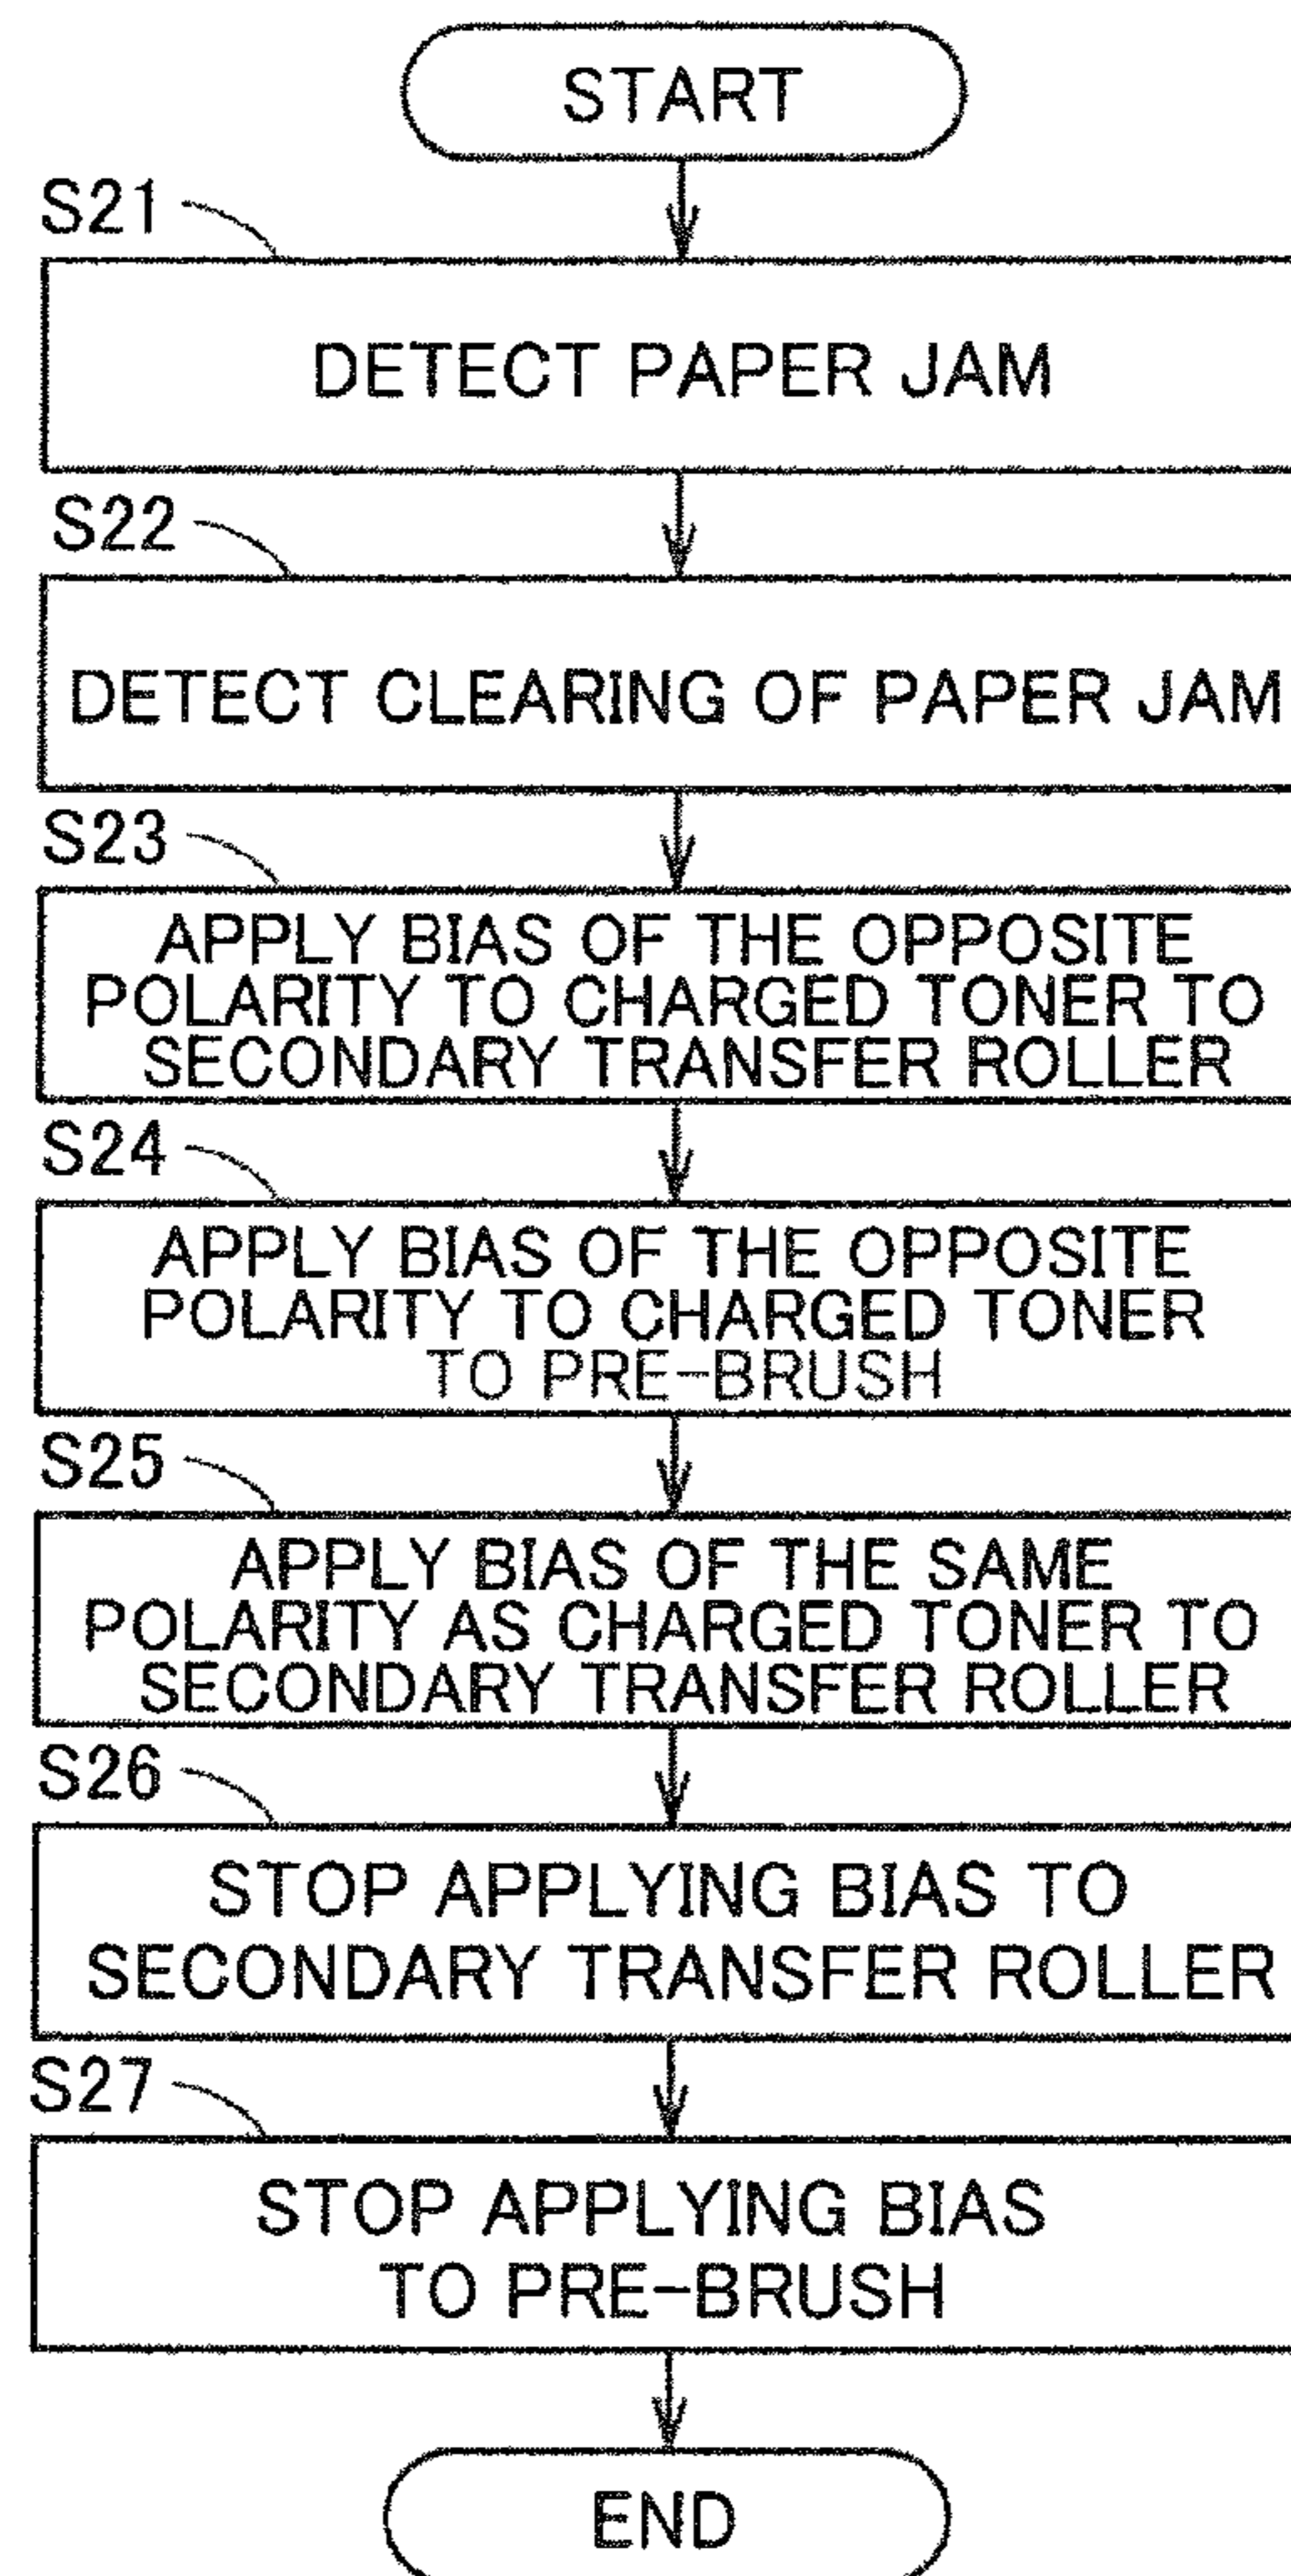 START
S21
DETECT PAPER JAM
S22
DETECT CLEARING OF PAPER JAM
S23
APPLY BIAS OF THE OPPOSITE
POLARITY TO CHARGED TONER TO
SECONDARY TRANSFER ROLLER
S24
APPLY BIAS OF THE OPPOSITE
POLARITY TO CHARGED TONER
TO PRE-BRUSH
S25
APPLY BIAS OF THE SAME
POLARITY AS CHARGED TONER TO
SECONDARY TRANSFER ROLLER
S26
STOP APPLYING BIAS TO
SECONDARY TRANSFER ROLLER
S27
STOP APPLYING BIAS
TO PRE-BRUSH
END